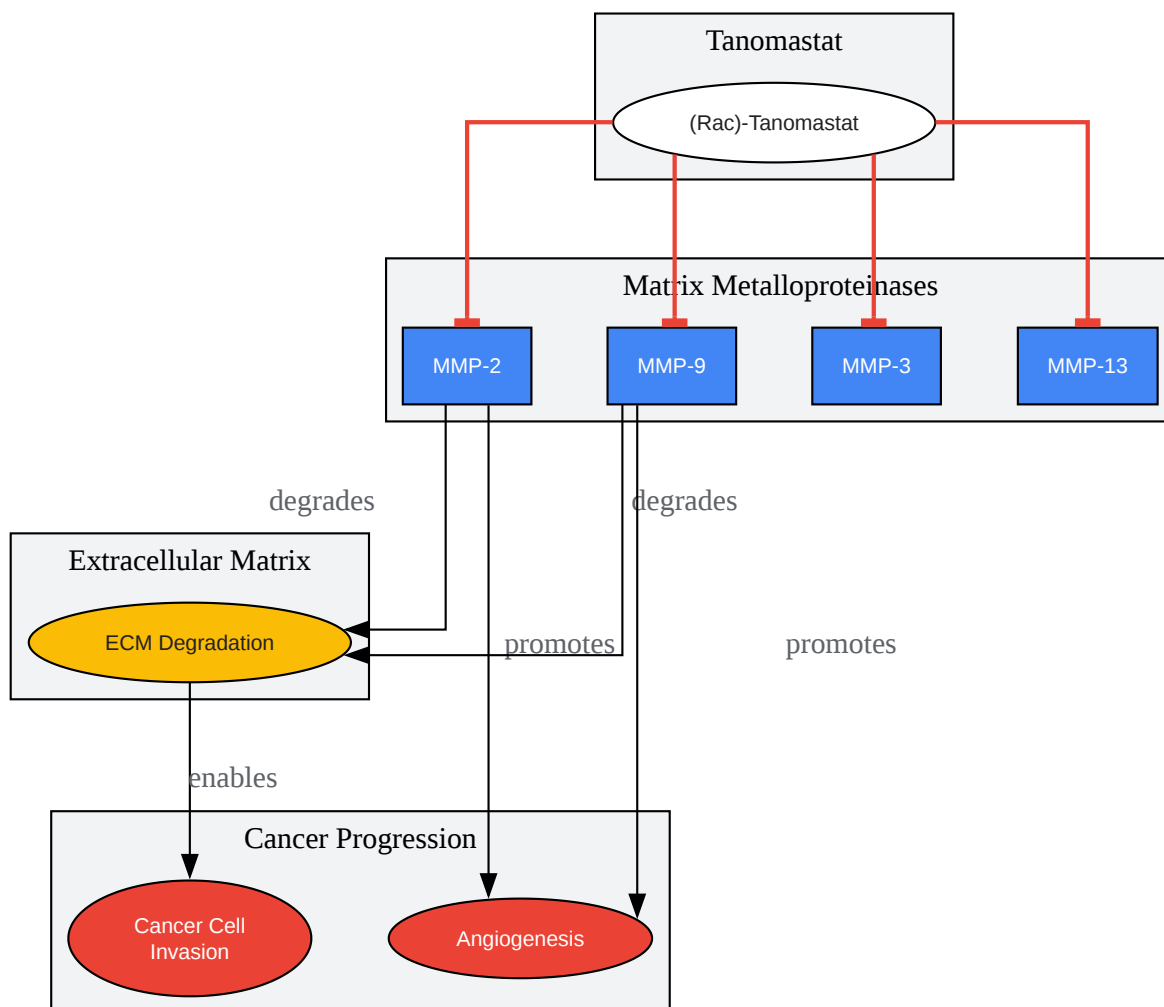 Tanomastat
(Rac)-Tanomastat
Matrix Metalloproteinases
MMP-2
MMP-9
MMP-3
MMP-13
degrades
degrades
Extracellular Matrix
ECM Degradation
promotes
promotes
enables
Cancer Progression
Cancer Cell
Invasion
Angiogenesis